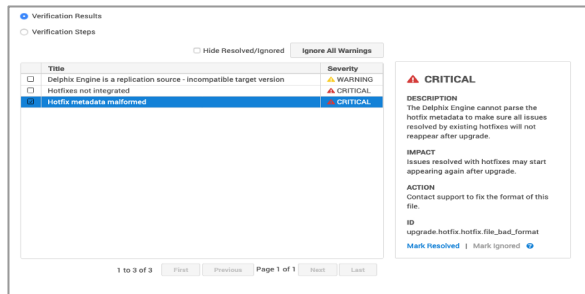 Verification Results
Verification Steps
Hide Resolved/Ignored Ignore All Warnings
Title Severity
Delphix Engine is a replication source - incompatible target version WARNING
Hotfixes not integrated CRITICAL
Hotfix metadata malformed CRITICAL
1 to 3 of 3 First Previous Page 1 of 1 Next Last
CRITICAL
DESCRIPTION
The Delphix Engine cannot parse the
hotfix metadata to make sure all issues
resolved by existing hotfixes will not
reappear after upgrade.
IMPACT
Issues resolved with hotfixes may start
appearing again after upgrade.
ACTION
Contact support to fix the format of this
file.
ID
upgrade.hotfix.hotfix.file_bad_format
Mark Resolved | Mark Ignored ?